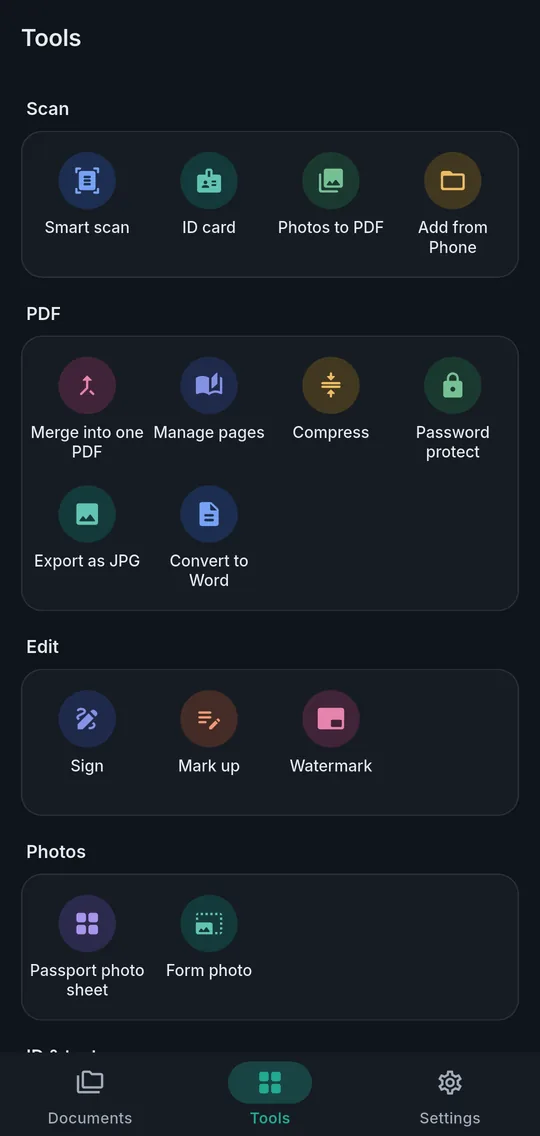 Tools
Scan
Smart scan
ID card
Photos to PDF
Add from
Phone
PDF
Merge into one
PDF
Manage pages
Compress
Password
protect
Export as JPG
Convert to
Word
Edit
Sign
Mark up
Watermark
Photos
Passport photo
sheet
Form photo
Documents
Tools
Settings